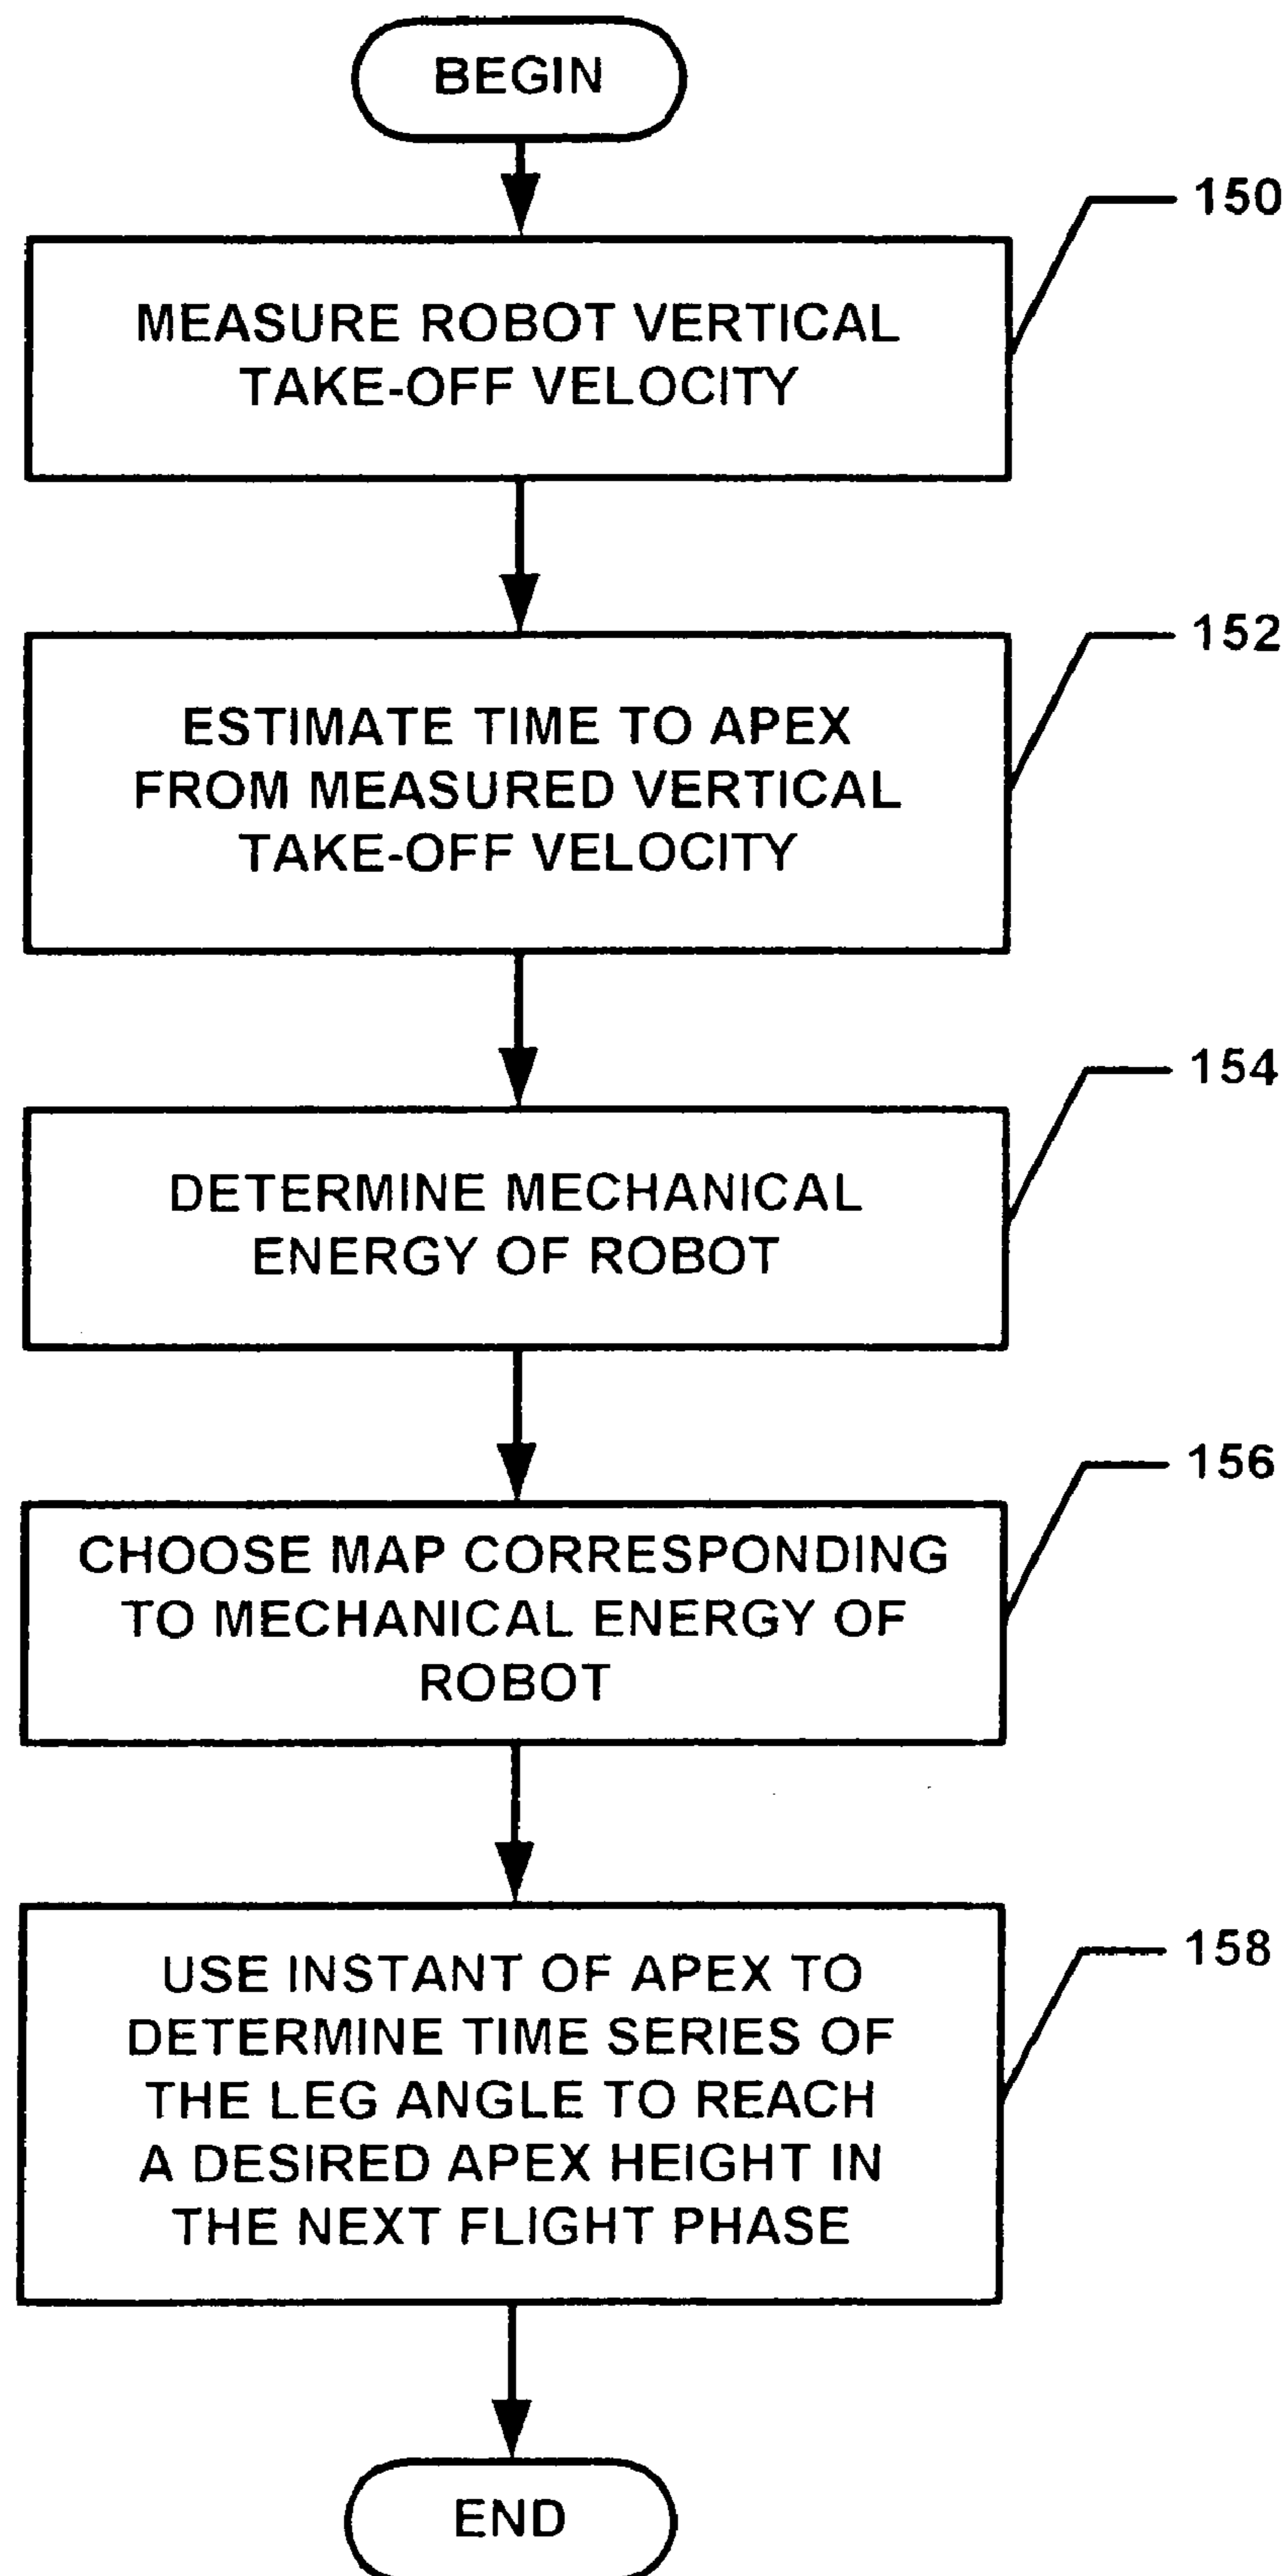 BEGIN
150
MEASURE ROBOT VERTICAL
TAKE-OFF VELOCITY
152
ESTIMATE TIME TO APEX
FROM MEASURED VERTICAL
TAKE-OFF VELOCITY
154
DETERMINE MECHANICAL
ENERGY OF ROBOT
156
CHOOSE MAP CORRESPONDING
TO MECHANICAL ENERGY OF
ROBOT
158
USE INSTANT OF APEX TO
DETERMINE TIME SERIES OF
THE LEG ANGLE TO REACH
A DESIRED APEX HEIGHT IN
THE NEXT FLIGHT PHASE
END